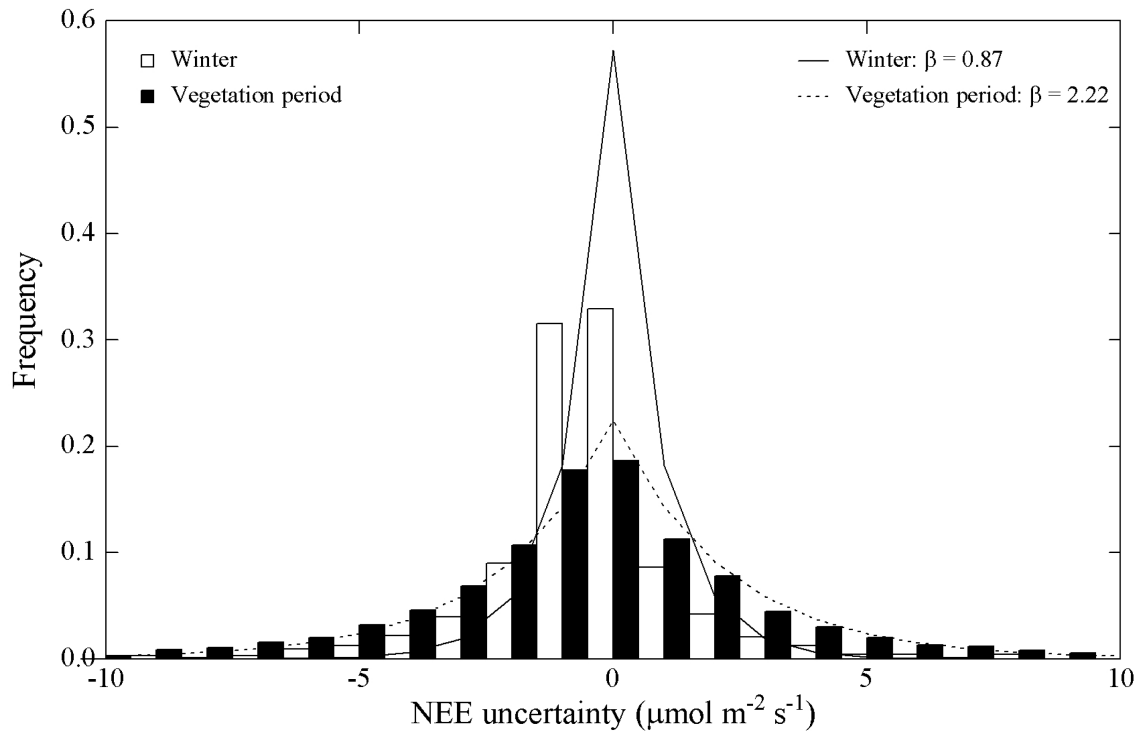 0.6
Winter
Winter: β = 0.87
Vegetation period
Vegetation period: β = 2.22
0.5
0.4
Frequency
0.3
0.2
0.1
0.0
-10
-5
0
5
10
NEE uncertainty (μmol m⁻² s⁻¹)